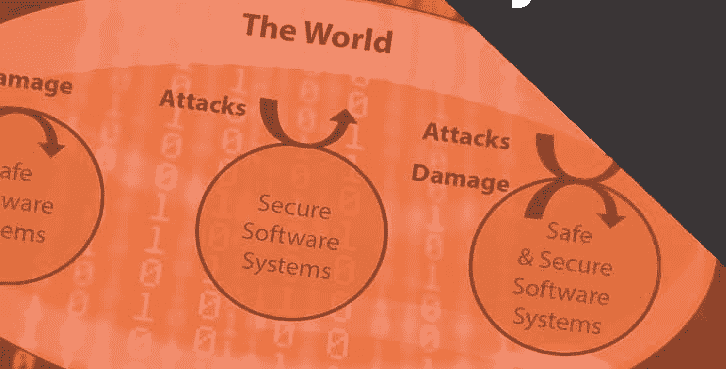 The World
amage
Attacks
Attacks
Damage
afe
ware
ems
Secure
Software
Systems
Safe
& Secure
Software
Systems